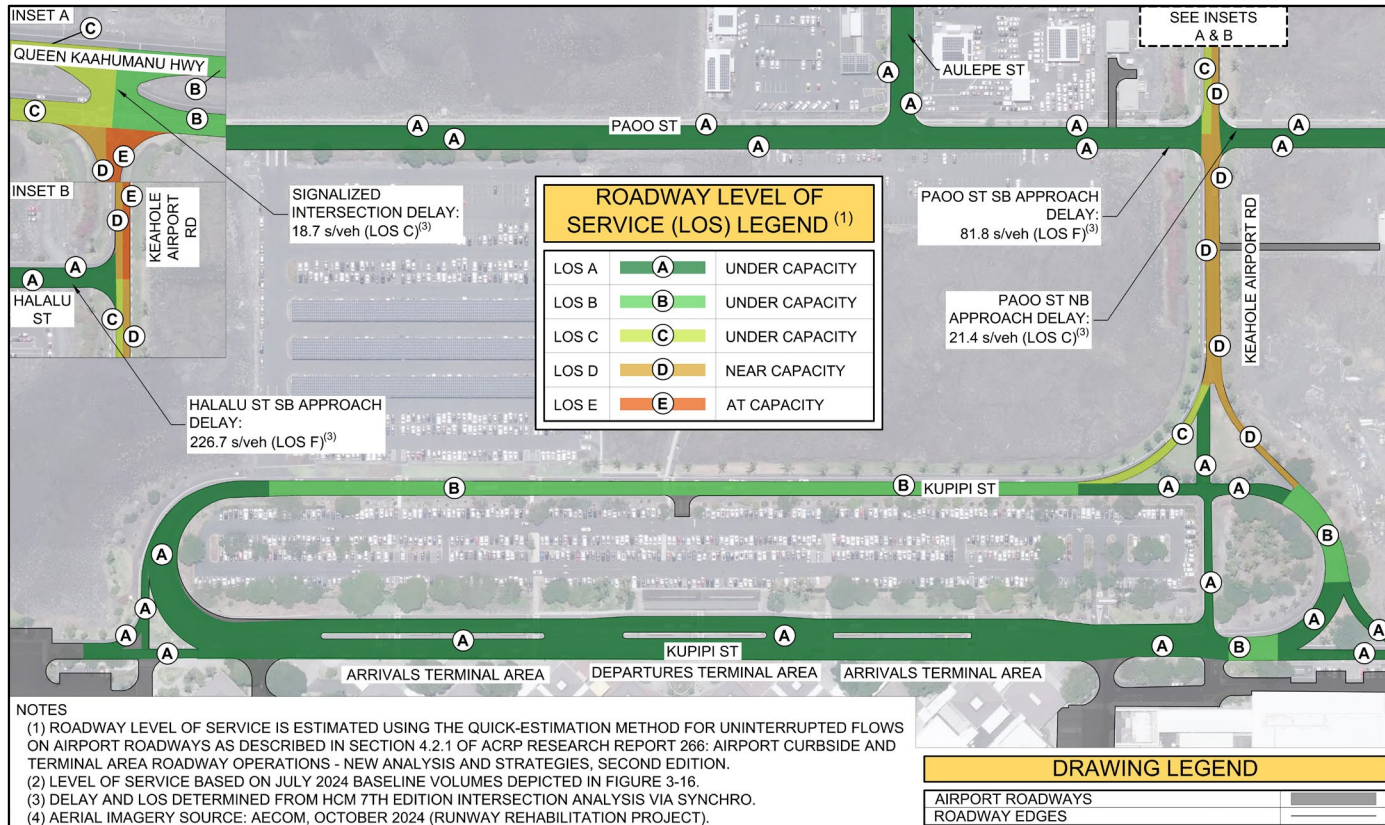 INSET A
C
QUEEN KAAHUMANU HWY
B
C
B
E
D
INSET B
E
D
KEAHOLE
AIRPORT
RD
A
A
HALALU
ST
C
D
SEE INSETS
A & B
A
AULEPE ST
A
C
D
A
PAOO ST
A
A
A
A
A
A
A
SIGNALIZED
INTERSECTION DELAY:
18.7 s/veh (LOS C)(3)
HALALU ST SB APPROACH
DELAY:
226.7 s/veh (LOS F)(3)
ROADWAY LEVEL OF
SERVICE (LOS) LEGEND (1)
LOS A A UNDER CAPACITY
LOS B B UNDER CAPACITY
LOS C C UNDER CAPACITY
LOS D D NEAR CAPACITY
LOS E E AT CAPACITY
PAOO ST SB APPROACH
DELAY:
81.8 s/veh (LOS F)(3)
PAOO ST NB
APPROACH DELAY:
21.4 s/veh (LOS C)(3)
D
D
D
KEAHOLE AIRPORT RD
C
D
A
B
B
KUPIPI ST
A
A
B
A
A
A
A
A
A
A
KUPIPI ST
A
B
A
A
A
ARRIVALS TERMINAL AREA
DEPARTURES TERMINAL AREA
ARRIVALS TERMINAL AREA
NOTES
(1) ROADWAY LEVEL OF SERVICE IS ESTIMATED USING THE QUICK-ESTIMATION METHOD FOR UNINTERRUPTED FLOWS
ON AIRPORT ROADWAYS AS DESCRIBED IN SECTION 4.2.1 OF ACRP RESEARCH REPORT 266: AIRPORT CURBSIDE AND
TERMINAL AREA ROADWAY OPERATIONS - NEW ANALYSIS AND STRATEGIES, SECOND EDITION.
(2) LEVEL OF SERVICE BASED ON JULY 2024 BASELINE VOLUMES DEPICTED IN FIGURE 3-16.
(3) DELAY AND LOS DETERMINED FROM HCM 7TH EDITION INTERSECTION ANALYSIS VIA SYNCHRO.
(4) AERIAL IMAGERY SOURCE: AECOM, OCTOBER 2024 (RUNWAY REHABILITATION PROJECT).
DRAWING LEGEND
AIRPORT ROADWAYS
ROADWAY EDGES